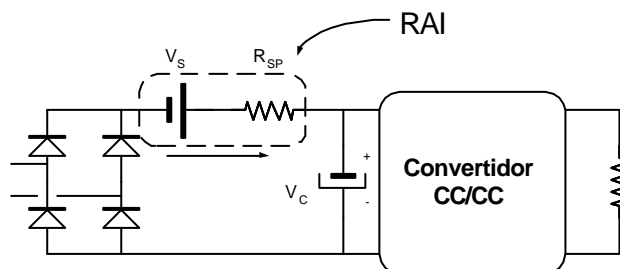 RAI
V_S R_SP
Convertidor
CC/CC
+
V_C
-